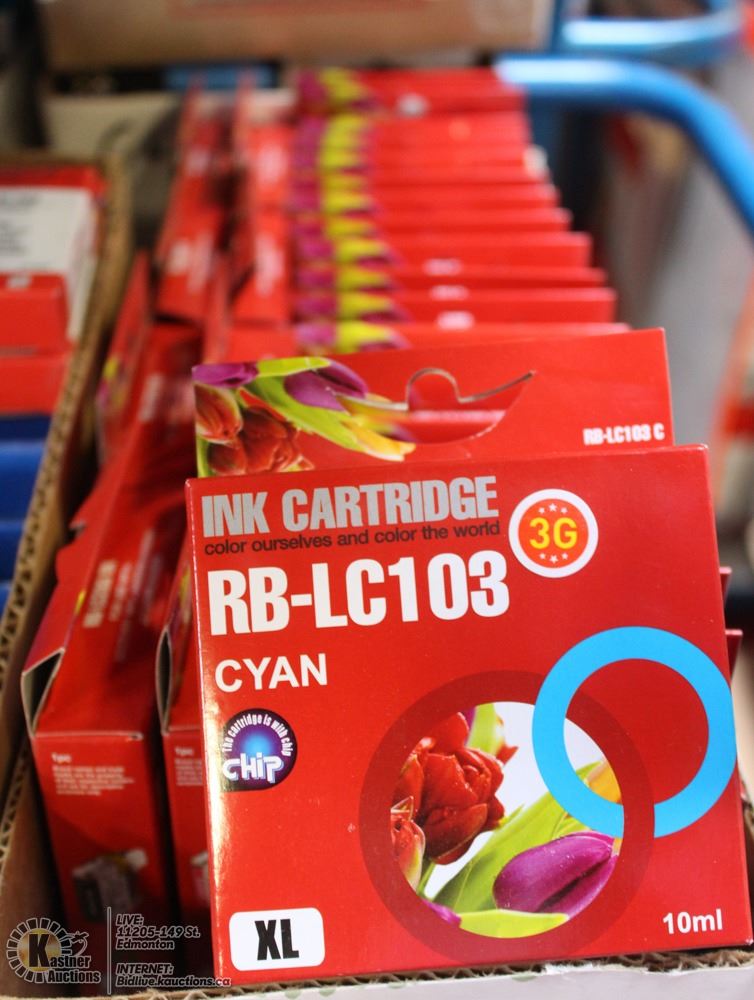 RB-LC103 C
INK CARTRIDGE
color ourselves and color the world
3G
RB-LC103
CYAN
The cartridge is with chip
CHIP
XL
10ml
1pc
Kastner
Auctions
LIVE:
11205-149 St.
Edmonton
INTERNET:
Bidlive.kauctions.ca